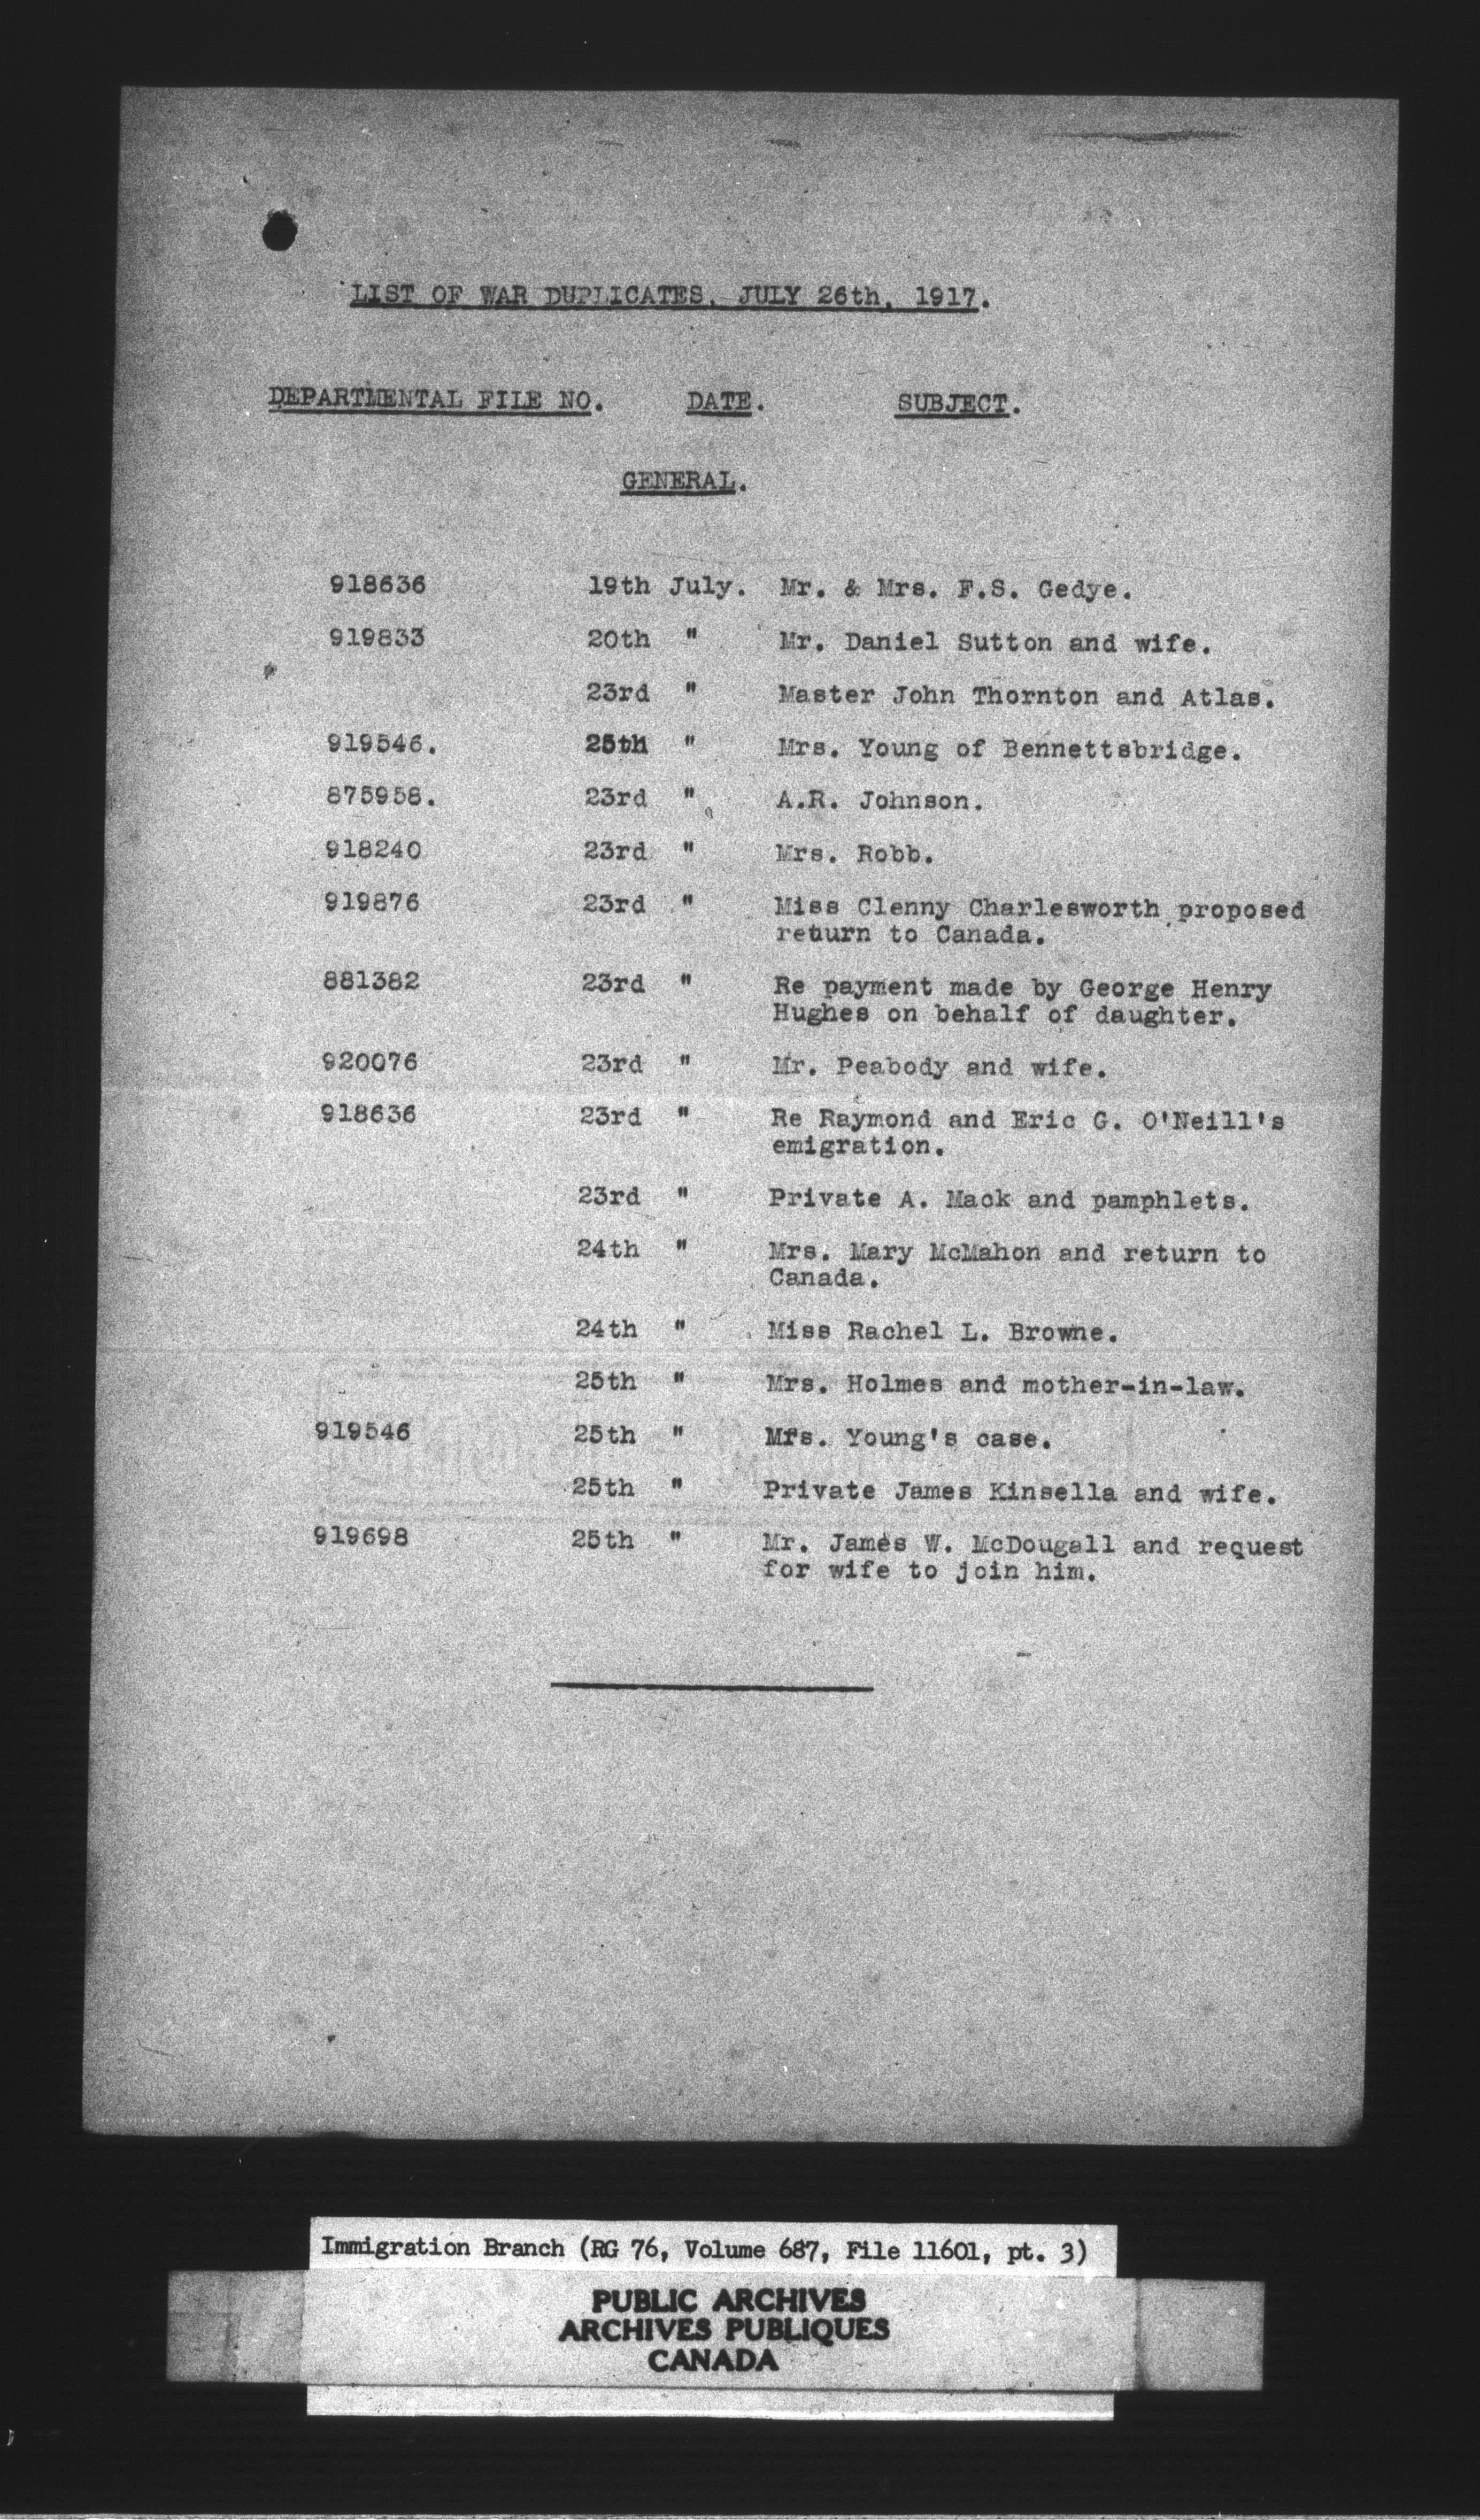 LIST OF WAR DUPLICATES, JULY 26th, 1917.
DEPARTMENTAL FILE NO. DATE. SUBJECT.
GENERAL.
918636 19th July. Mr. & Mrs. F.S. Gedye.
919833 20th " Mr. Daniel Sutton and wife.
23rd " Master John Thornton and Atlas.
919546. 25th " Mrs. Young of Bennettsbridge.
875958. 23rd " A.R. Johnson.
918240 23rd " Mrs. Robb.
919876 23rd " Miss Clenny Charlesworth proposed
return to Canada.
881382 23rd " Re payment made by George Henry
Hughes on behalf of daughter.
920076 23rd " Mr. Peabody and wife.
918636 23rd " Re Raymond and Eric G. O'Neill's
emigration.
23rd " Private A. Mack and pamphlets.
24th " Mrs. Mary McMahon and return to
Canada.
24th " Miss Rachel L. Browne.
25th " Mrs. Holmes and mother-in-law.
919546 25th " Mrs. Young's case.
25th " Private James Kinsella and wife.
919698 25th " Mr. James W. McDougall and request
for wife to join him.
Immigration Branch (RG 76, Volume 687, File 11601, pt. 3)
PUBLIC ARCHIVES
ARCHIVES PUBLIQUES
CANADA